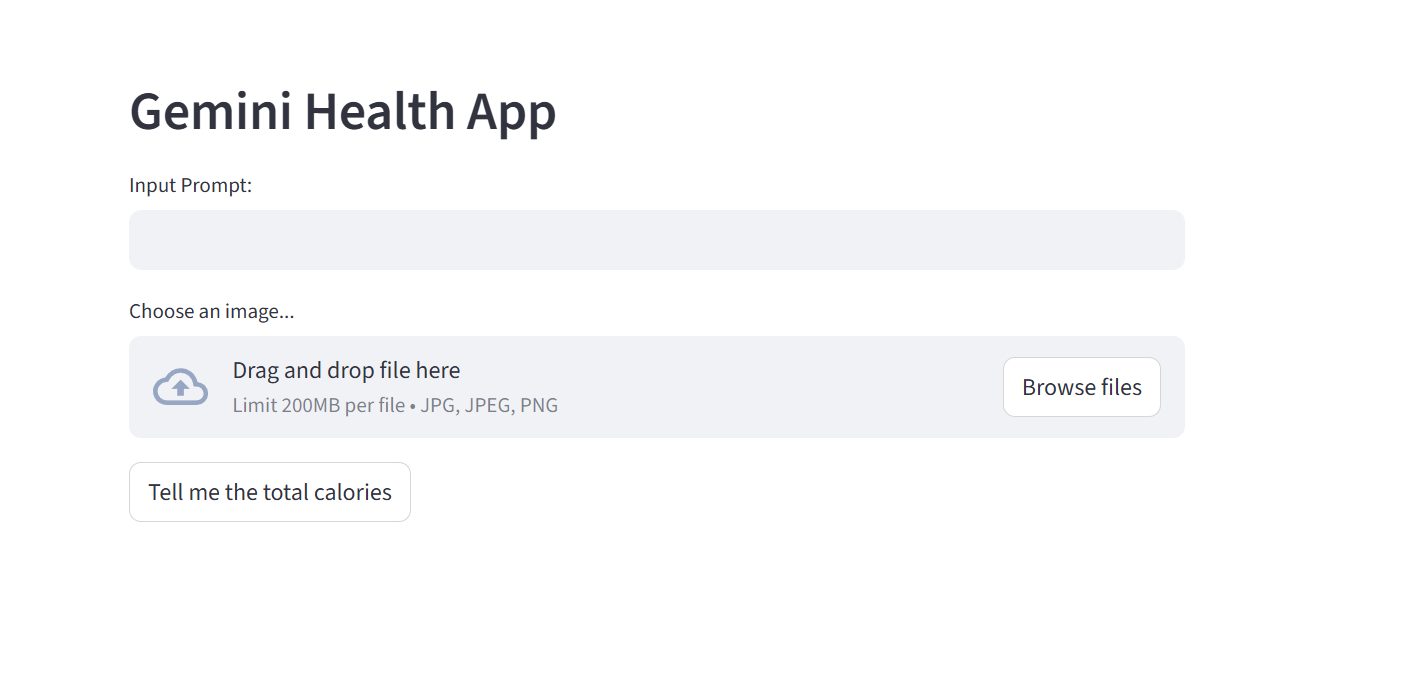 Gemini Health App
Input Prompt:
Choose an image...
Drag and drop file here
Limit 200MB per file • JPG, JPEG, PNG
Browse files
Tell me the total calories